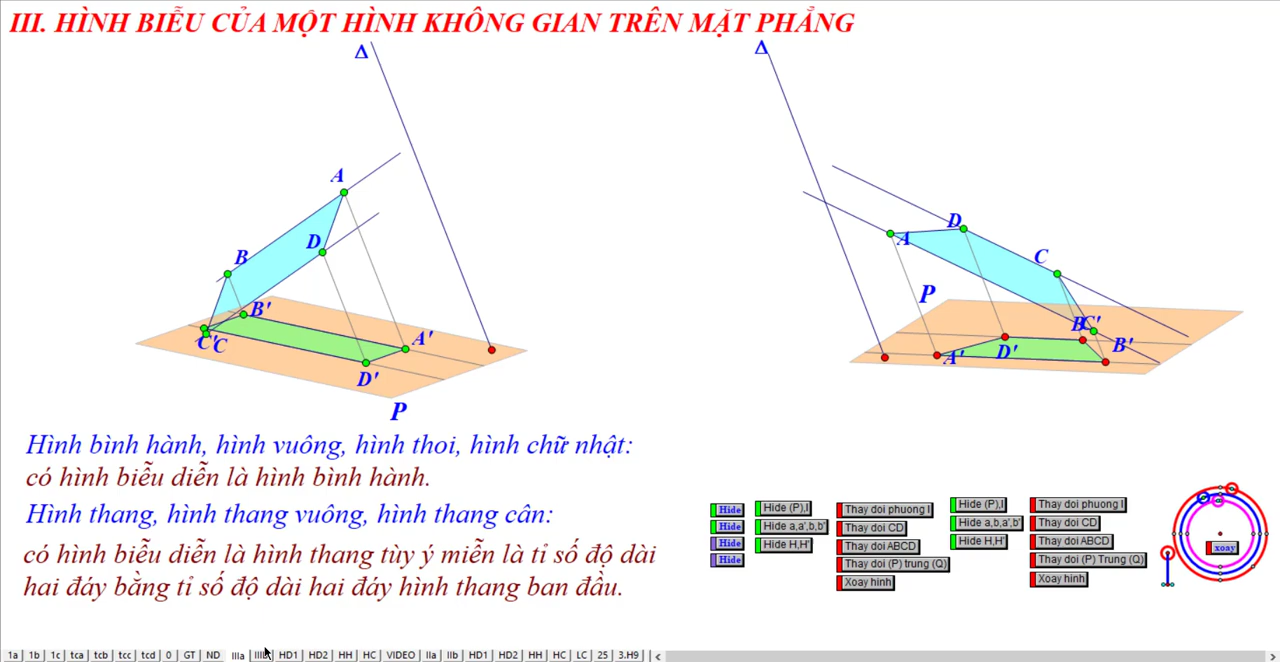 III. HÌNH BIỄU CỦA MỘT HÌNH KHÔNG GIAN TRÊN MẶT PHẲNG
Δ
Δ
A
B
D
B'
C'
C
A'
D'
P
D
A
C
P
B
C'
D'
A'
B'
Hình bình hành, hình vuông, hình thoi, hình chữ nhật:
có hình biễu diễn là hình bình hành.
Hình thang, hình thang vuông, hình thang cân:
có hình biễu diễn là hình thang tùy ý miễn là tỉ số độ dài
hai đáy bằng tỉ số độ dài hai đáy hình thang ban đầu.
Hide
Hide
Hide
Hide
Hide (P),l
Hide a,a',b,b'
Hide H,H'
Thay doi phuong l
Thay doi CD
Thay doi ABCD
Thay doi (P) trung (Q)
Xoay hinh
Hide (P),l
Hide a,b,a',b'
Hide H,H'
Thay doi phuong l
Thay doi CD
Thay doi ABCD
Thay doi (P) Trung (Q)
Xoay hinh
xoay
1a 1b 1c tca tcb tcc tcd 0 GT ND IIIa HD1 HD2 HH HC VIDEO IIa IIb HD1 HD2 HH HC LC 25 3.H9